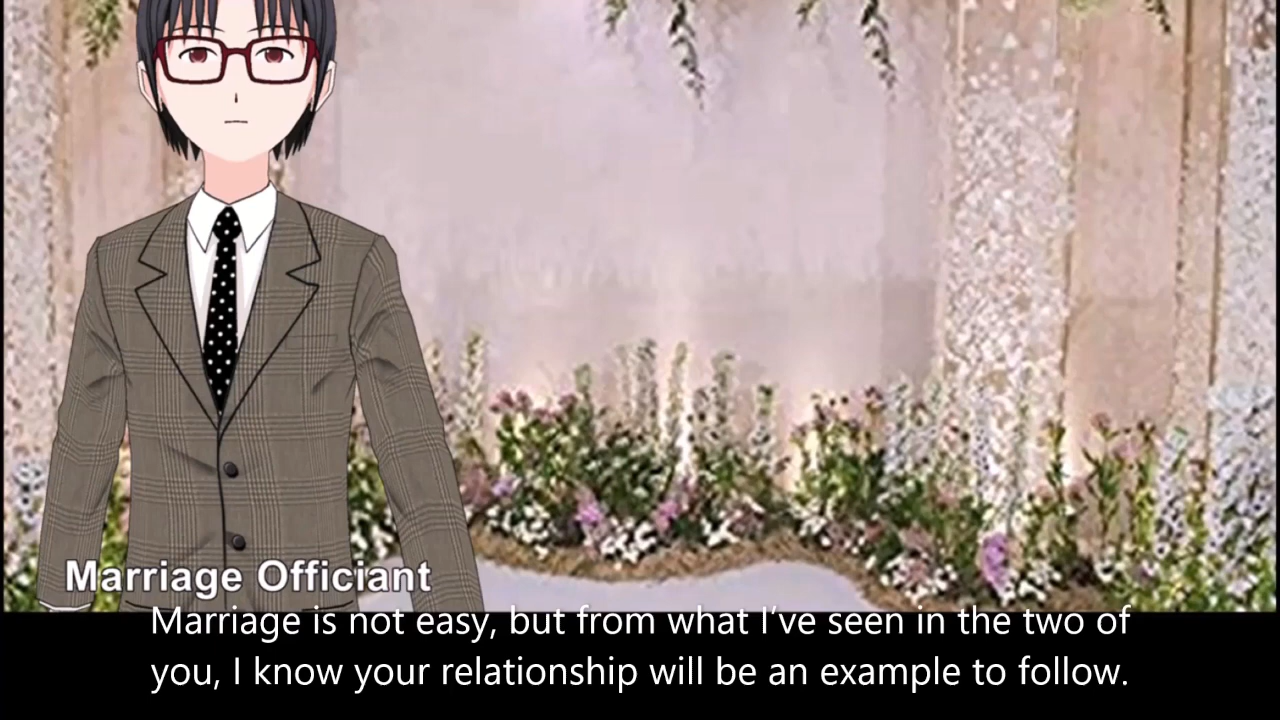 Marriage Officiant
Marriage is not easy, but from what I’ve seen in the two of
you, I know your relationship will be an example to follow.